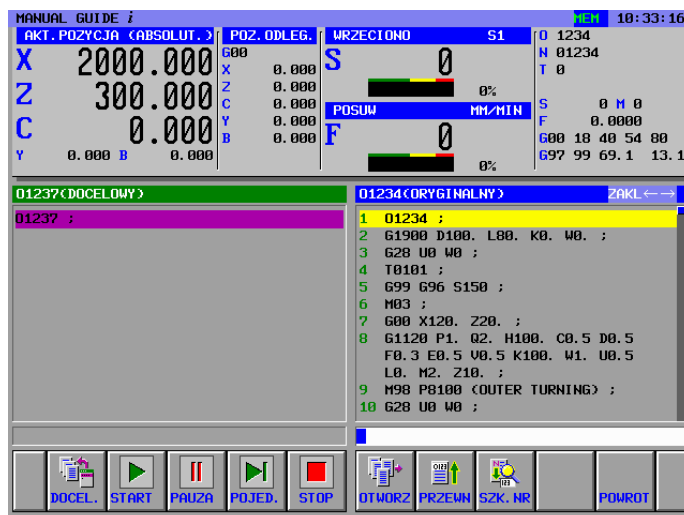 MANUAL GUIDE i MEM 10:33:16
AKT.POZYCJA (ABSOLUT.) POZ.ODLEG. WRZECIONO S1 O 1234
X 2000.000 G00 S 0 N 01234
X 0.000 T 0
Z 300.000 Z 0.000 0%
C 0.000 POSUW MM/MIN S 0 M 0
C 0.000 Y 0.000 F 0 F 0.0000
Y 0.000 B 0.000 B 0.000 G00 18 40 54 80
0% G97 99 69.1 13.1
O1237(DOCELOWY)
O1237 ;
O1234(ORYGINALNY) ZAKL←→
1 O1234 ;
2 G1900 D100. L80. K0. W0. ;
3 G28 U0 W0 ;
4 T0101 ;
5 G99 G96 S150 ;
6 M03 ;
7 G00 X120. Z20. ;
8 G1120 P1. Q2. H100. C0.5 D0.5
F0.3 E0.5 V0.5 K100. W1. U0.5
L0. M2. Z10. ;
9 M98 P8100 (OUTER TURNING) ;
10 G28 U0 W0 ;
DOCEL. START PAUZA POJED. STOP OTWORZ PRZEWN SZK.NR POWROT